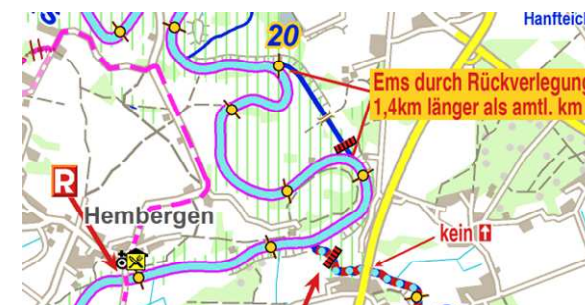 Hanfteich
20
Ems durch Rückverlegung
1,4km länger als amtl. km
R
Hembergen
kein